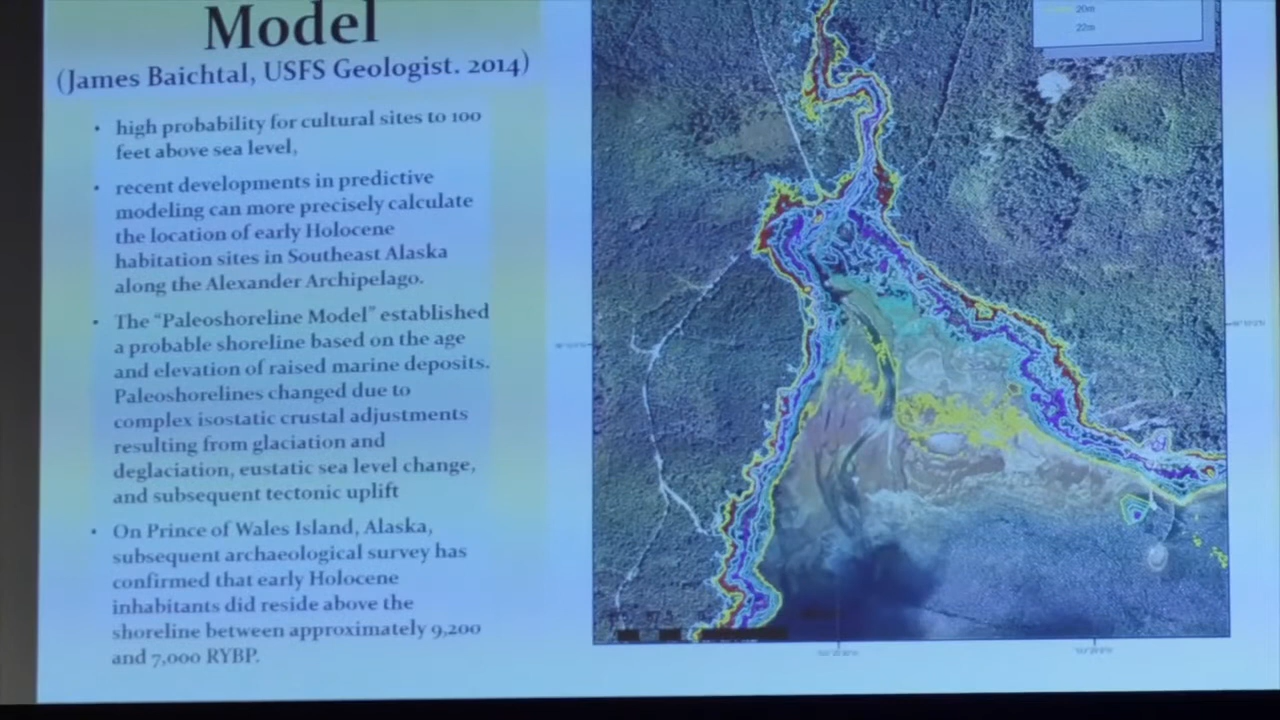 Model
(James Baichtal, USFS Geologist. 2014)
• high probability for cultural sites to 100
feet above sea level,
• recent developments in predictive
modeling can more precisely calculate
the location of early Holocene
habitation sites in Southeast Alaska
along the Alexander Archipelago.
• The “Paleoshoreline Model” established
a probable shoreline based on the age
and elevation of raised marine deposits.
Paleoshorelines changed due to
complex isostatic crustal adjustments
resulting from glaciation and
deglaciation, eustatic sea level change,
and subsequent tectonic uplift
• On Prince of Wales Island, Alaska,
subsequent archaeological survey has
confirmed that early Holocene
inhabitants did reside above the
shoreline between approximately 9,200
and 7,000 RYBP.
20m
22m